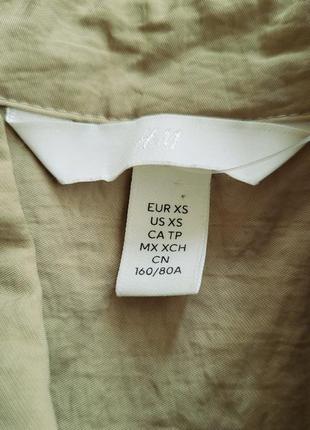 H&M
EUR XS
US XS
CA TP
MX XCH
CN
160/80A